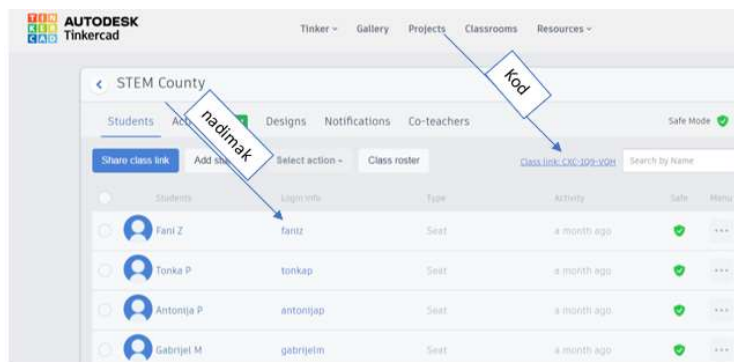 TIN
KER
CAD
AUTODESK
Tinkercad
Tinker
Gallery
Projects
Classrooms
Resources
STEM County
Kod
nadimak
Students
Designs
Notifications
Co-teachers
Safe Mode
Share class link
Add
Select action
Class roster
Class link: CXC-1Q9-VQH
Search by Name
Students
Login info
Type
Activity
Safe
Menu
Fani Z
faniz
Seat
a month ago
Tonka P
tonkap
Seat
a month ago
Antonija P
antonijap
Seat
a month ago
Gabrijel M
gabrijelm
Seat
a month ago